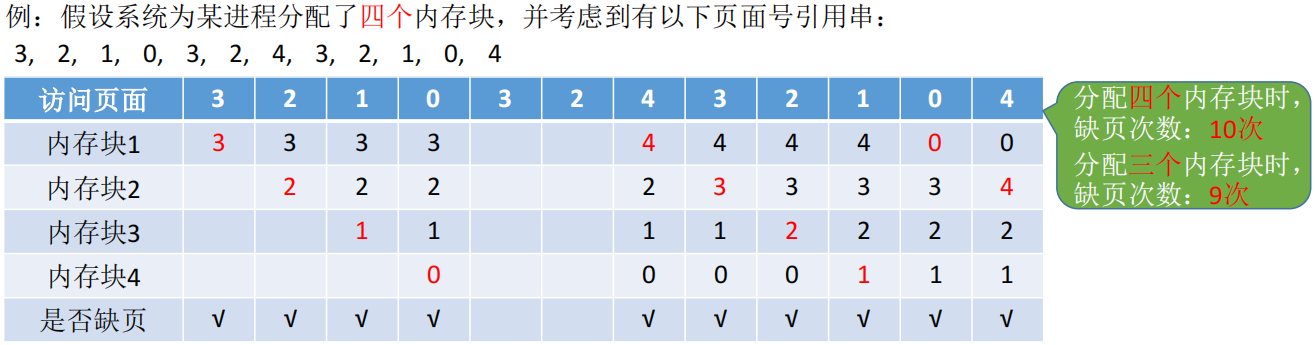 例：假设系统为某进程分配了四个内存块，并考虑到有以下页面号引用串：
3, 2, 1, 0, 3, 2, 4, 3, 2, 1, 0, 4
访问页面 3 2 1 0 3 2 4 3 2 1 0 4
内存块1 3 3 3 3 4 4 4 4 0 0
内存块2 2 2 2 2 3 3 3 3 4
内存块3 1 1 1 1 2 2 2 2
内存块4 0 0 0 0 1 1 1
是否缺页 √ √ √ √ √ √ √ √ √ √
分配四个内存块时，
缺页次数：10次
分配三个内存块时，
缺页次数：9次